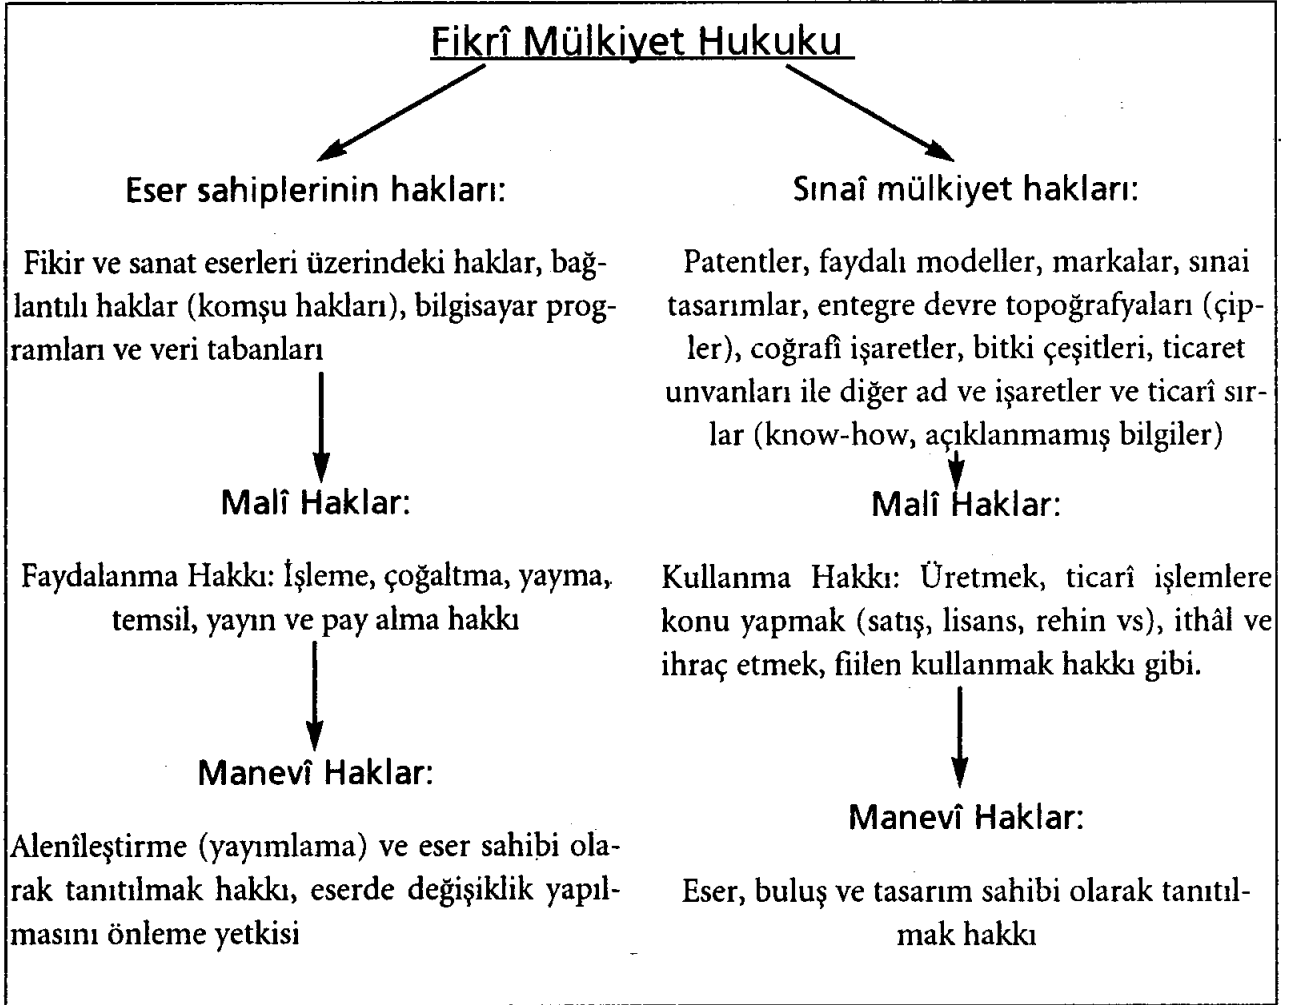 Fikrî Mülkiyet Hukuku
Eser sahiplerinin hakları:
Fikir ve sanat eserleri üzerindeki haklar, bağ-
lantılı haklar (komşu hakları), bilgisayar prog-
ramları ve veri tabanları
Malî Haklar:
Faydalanma Hakkı: İşleme, çoğaltma, yayma,
temsil, yayın ve pay alma hakkı
Manevî Haklar:
Alenîleştirme (yayımlama) ve eser sahibi ola-
rak tanıtılmak hakkı, eserde değişiklik yapıl-
masını önleme yetkisi
Sınaî mülkiyet hakları:
Patentler, faydalı modeller, markalar, sınai
tasarımlar, entegre devre topoğrafyaları (çip-
ler), coğrafî işaretler, bitki çeşitleri, ticaret
unvanları ile diğer ad ve işaretler ve ticarî sır-
lar (know-how, açıklanmamış bilgiler)
Malî Haklar:
Kullanma Hakkı: Üretmek, ticarî işlemlere
konu yapmak (satış, lisans, rehin vs), ithâl ve
ihraç etmek, fiilen kullanmak hakkı gibi.
Manevî Haklar:
Eser, buluş ve tasarım sahibi olarak tanıtıl-
mak hakkı